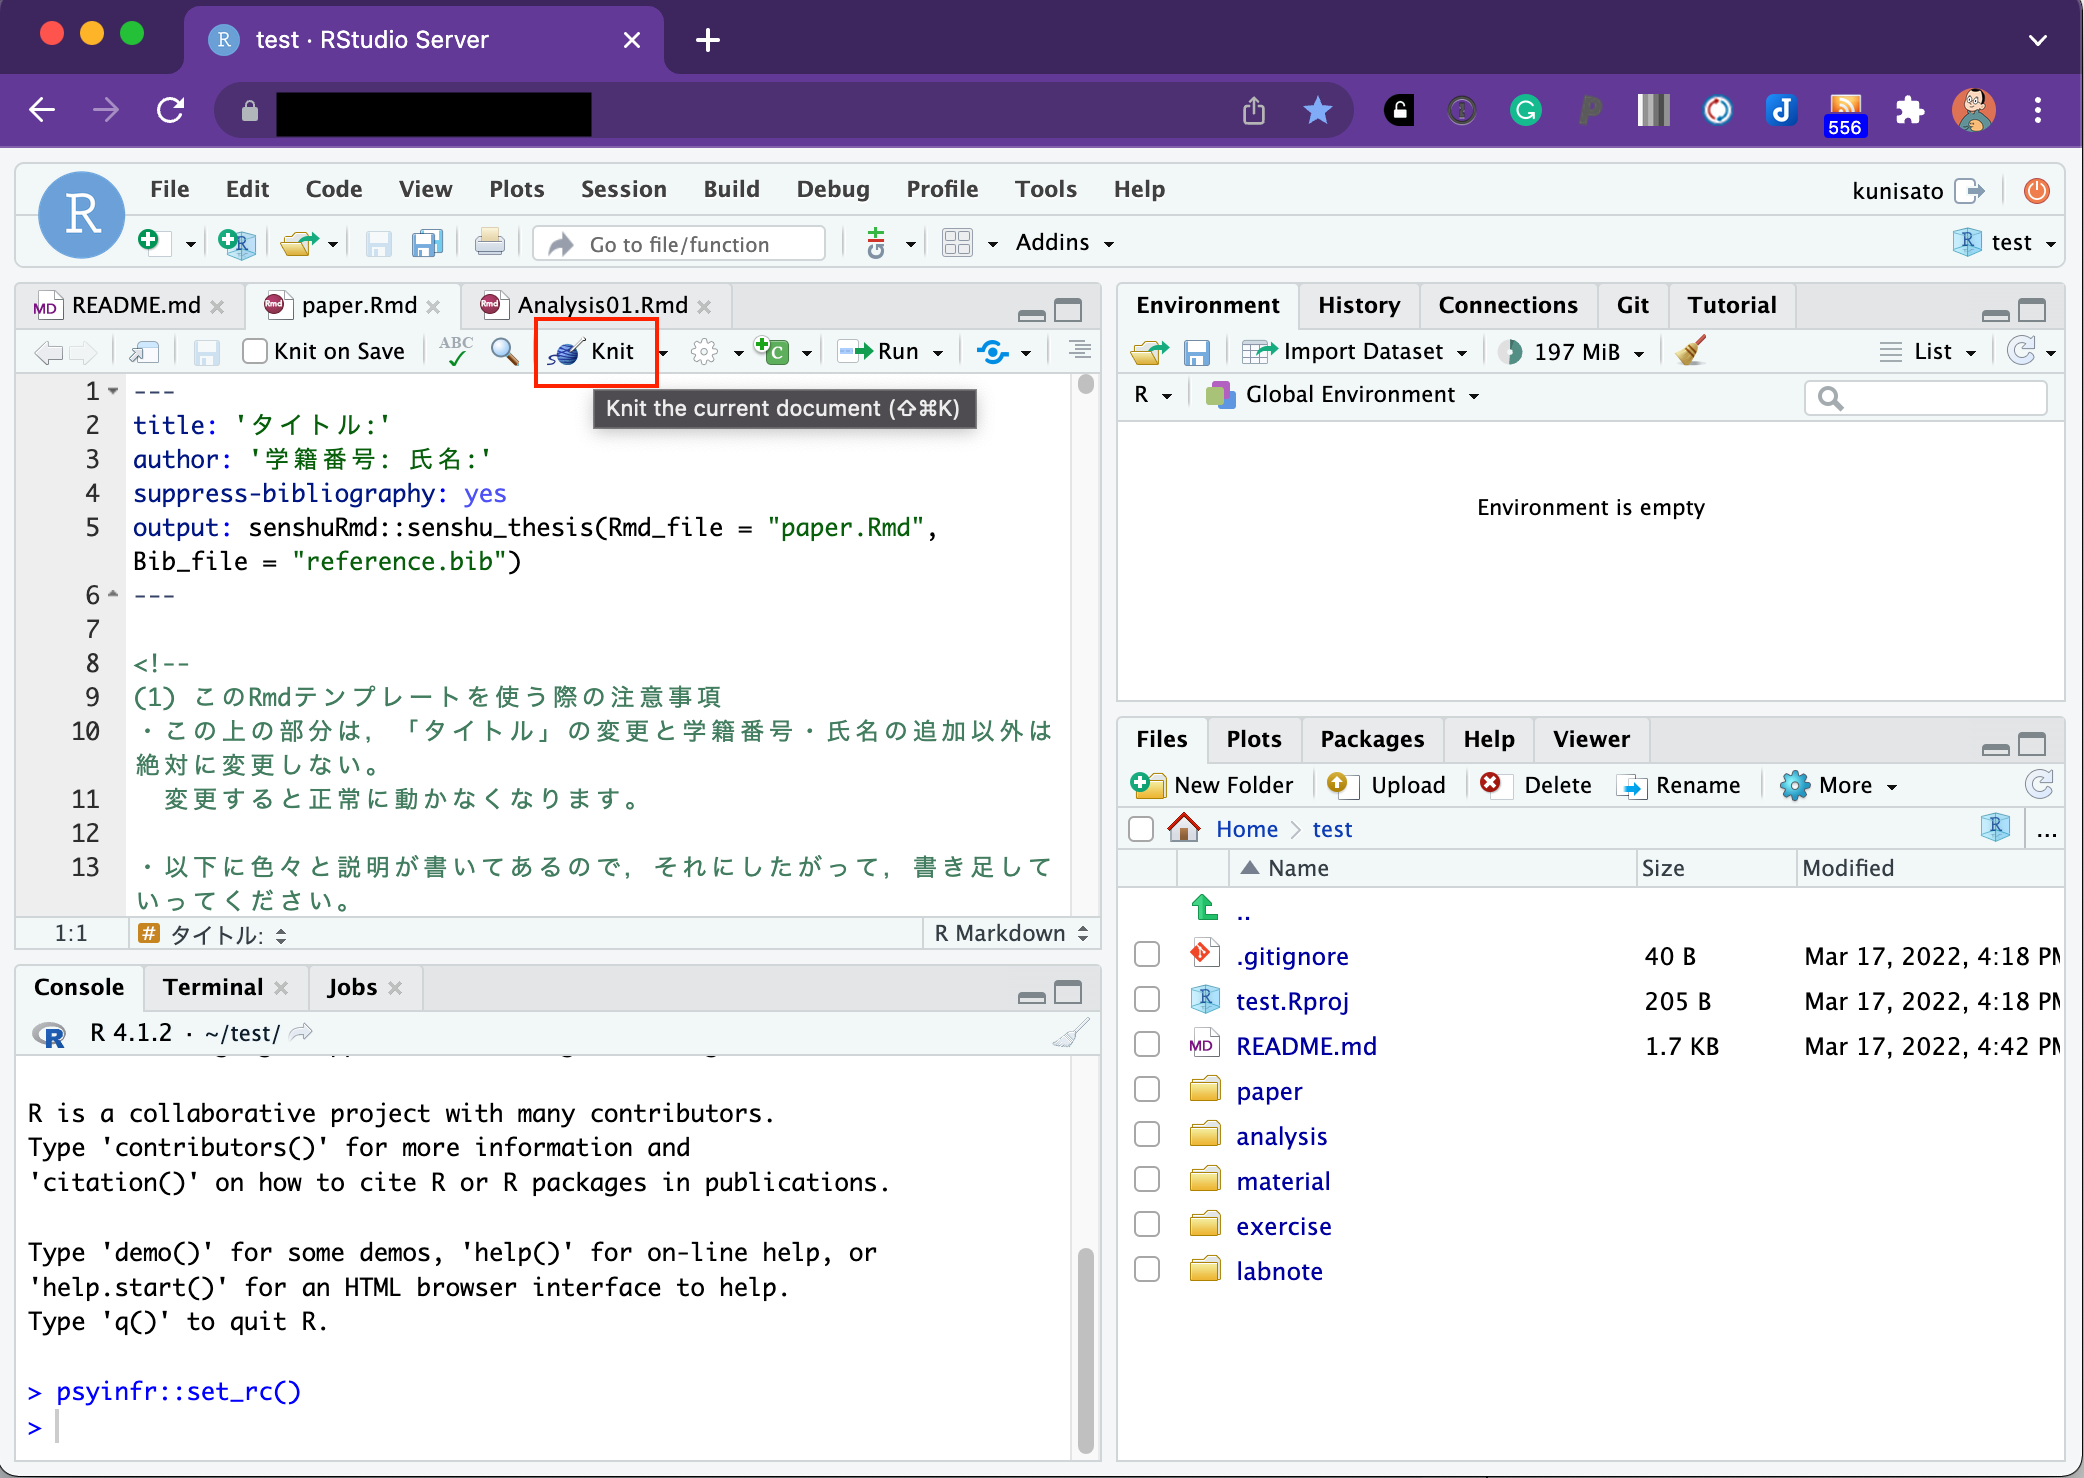 test · RStudio Server
556
File Edit Code View Plots Session Build Debug Profile Tools Help
kunisato
Go to file/function
Addins
test
README.md
paper.Rmd
Analysis01.Rmd
Knit on Save
ABC
Knit
Run
Knit the current document (⇧⌘K)
1 ---
2 title: 'タイトル:'
3 author: '学籍番号: 氏名:'
4 suppress-bibliography: yes
5 output: senshuRmd::senshu_thesis(Rmd_file = "paper.Rmd",
Bib_file = "reference.bib")
6 ---
7
8 <!--
9 (1) このRmdテンプレートを使う際の注意事項
10 ・この上の部分は，「タイトル」の変更と学籍番号・氏名の追加以外は
絶対に変更しない。
11 変更すると正常に動かなくなります。
12
13 ・以下に色々と説明が書いてあるので，それにしたがって，書き足して
いってください。
1:1
タイトル:
R Markdown
Console Terminal Jobs
R 4.1.2 · ~/test/
R is a collaborative project with many contributors.
Type 'contributors()' for more information and
'citation()' on how to cite R or R packages in publications.
Type 'demo()' for some demos, 'help()' for on-line help, or
'help.start()' for an HTML browser interface to help.
Type 'q()' to quit R.
> psyinfr::set_rc()
>
Environment History Connections Git Tutorial
Import Dataset
197 MiB
List
R
Global Environment
Environment is empty
Files Plots Packages Help Viewer
New Folder Upload Delete Rename More
Home test
...
Name Size Modified
..
.gitignore 40 B Mar 17, 2022, 4:18 PM
test.Rproj 205 B Mar 17, 2022, 4:18 PM
README.md 1.7 KB Mar 17, 2022, 4:42 PM
paper
analysis
material
exercise
labnote